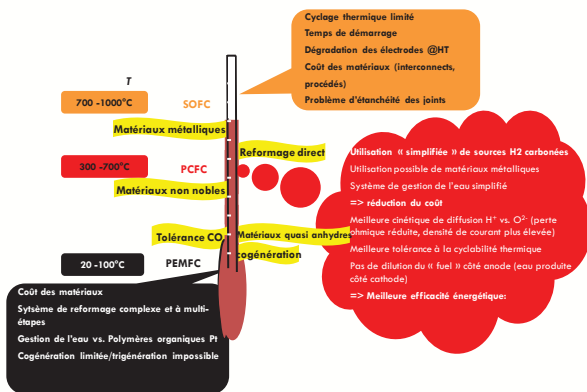 Cyclage thermique limité
Temps de démarrage
Dégradation des électrodes @HT
Coût des matériaux (interconnects,
procédés)
Problème d'étanchéité des joints
T
700 -1000°C
SOFC
Matériaux métalliques
Reformage direct
300 -700°C
PCFC
Matériaux non nobles
Utilisation « simplifiée » de sources H2 carbonées
Utilisation possible de matériaux métalliques
Système de gestion de l'eau simplifié
=> réduction du coût
Meilleure cinétique de diffusion H⁺ vs. O²⁻ (perte
ohmique réduite, densité de courant plus élevée)
Meilleure tolérance à la cyclabilité thermique
Pas de dilution du « fuel » côté anode (eau produite
côté cathode)
=> Meilleure efficacité énergétique:
Tolérance CO
Matériaux quasi anhydres
cogénération
20 -100°C
PEMFC
Coût des matériaux
Sytsème de reformage complexe et à multi-
étapes
Gestion de l'eau vs. Polymères organiques Pt
Cogénération limitée/trigénération impossible